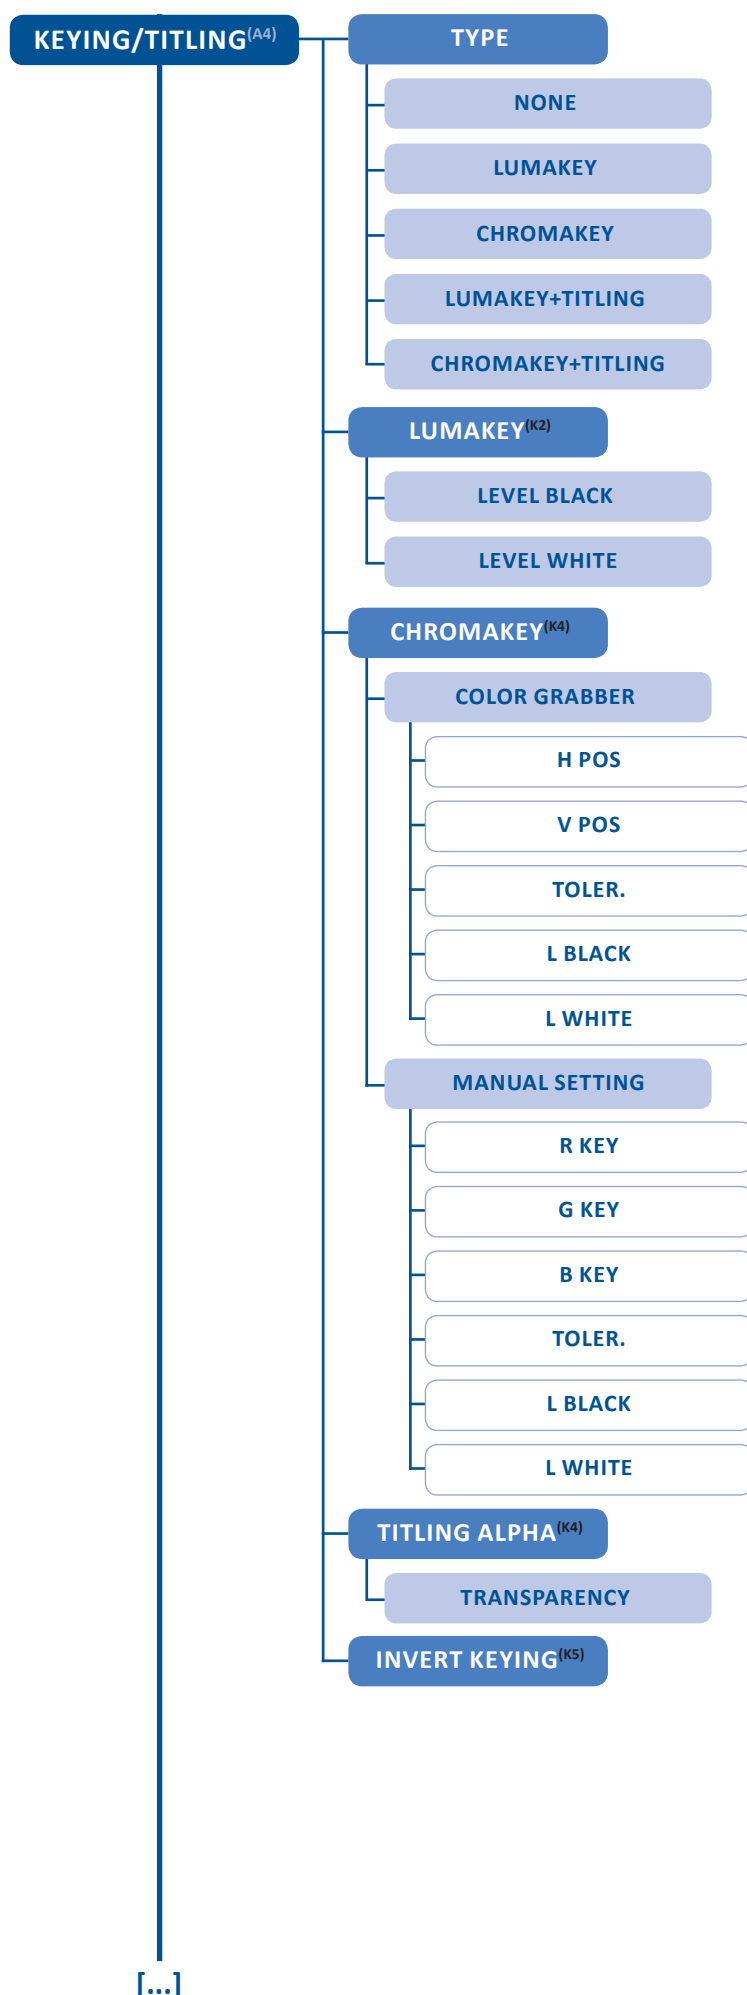 KEYING/TITLING(A4)
TYPE
NONE
LUMAKEY
CHROMAKEY
LUMAKEY+TITLING
CHROMAKEY+TITLING
LUMAKEY(K2)
LEVEL BLACK
LEVEL WHITE
CHROMAKEY(K4)
COLOR GRABBER
H POS
V POS
TOLER.
L BLACK
L WHITE
MANUAL SETTING
R KEY
G KEY
B KEY
TOLER.
L BLACK
L WHITE
TITLING ALPHA(K4)
TRANSPARENCY
INVERT KEYING(K5)
[...]